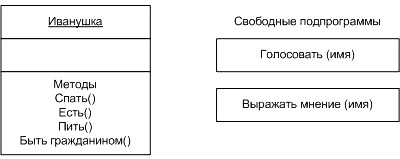 Иванушка
Методы
Спать()
Есть()
Пить()
Быть гражданином()
Свободные подпрограммы
Голосовать (имя)
Выражать мнение (имя)